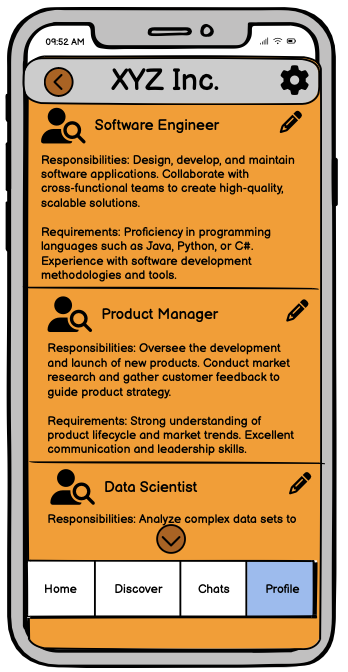 09:52 AM
XYZ Inc.
Software Engineer
Responsibilities: Design, develop, and maintain
software applications. Collaborate with
cross-functional teams to create high-quality,
scalable solutions.
Requirements: Proficiency in programming
languages such as Java, Python, or C#.
Experience with software development
methodologies and tools.
Product Manager
Responsibilities: Oversee the development
and launch of new products. Conduct market
research and gather customer feedback to
guide product strategy.
Requirements: Strong understanding of
product lifecycle and market trends. Excellent
communication and leadership skills.
Data Scientist
Responsibilities: Analyze complex data sets to
Home Discover Chats Profile